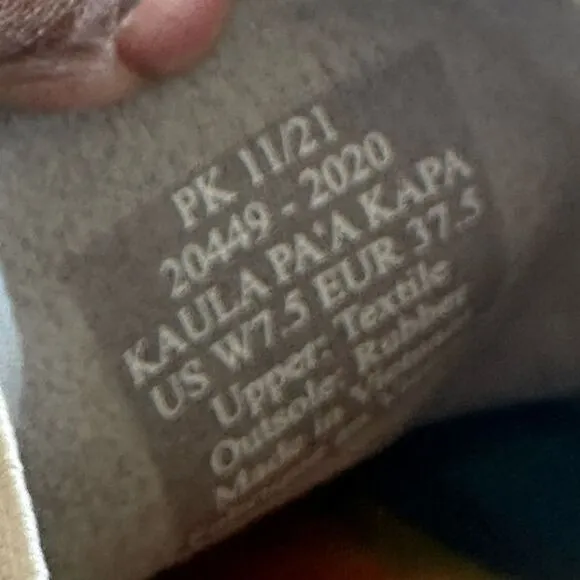 PK 11/21
20449 - 2020
KAULA PA'A KAPA
US W7.5 EUR 37.5
Upper: Textile
Outsole: Rubber
Made in Vietnam